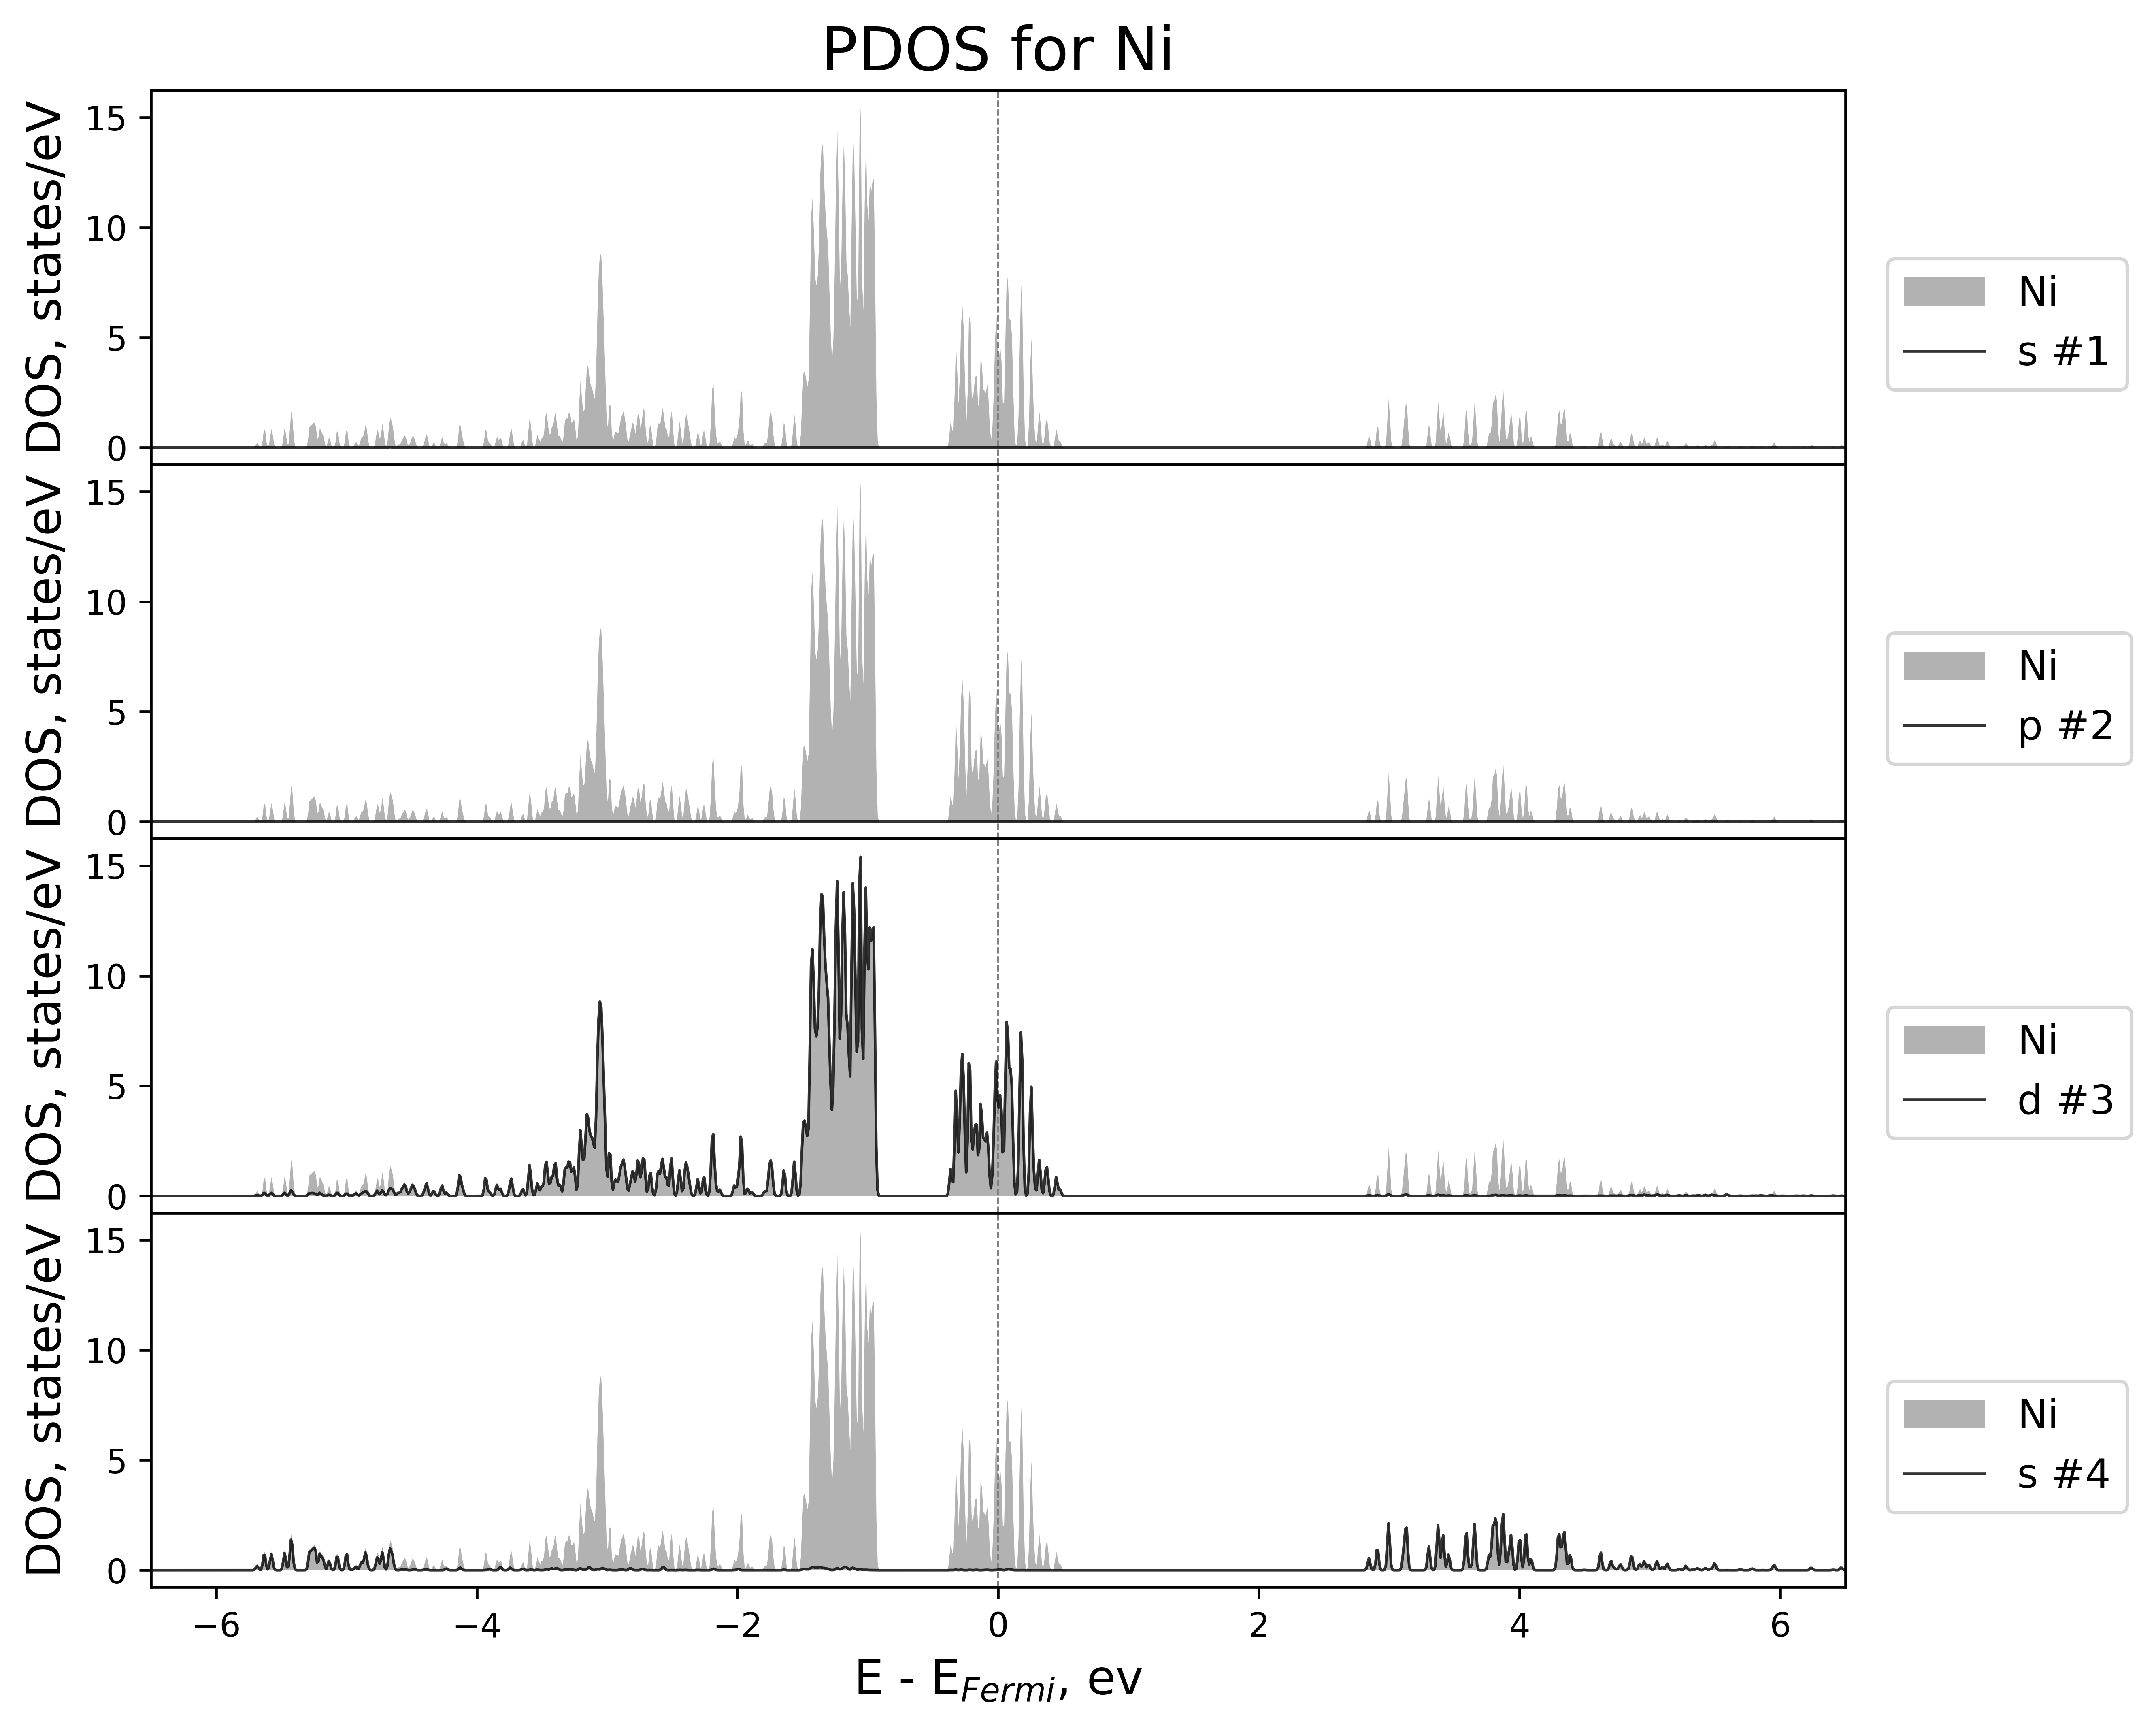 PDOS for Ni
DOS, states/eV
15
10
5
0
Ni
s #1
DOS, states/eV
15
10
5
0
Ni
p #2
DOS, states/eV
15
10
5
0
Ni
d #3
DOS, states/eV
15
10
5
0
Ni
s #4
−6 −4 −2 0 2 4 6
E - E_Fermi, ev